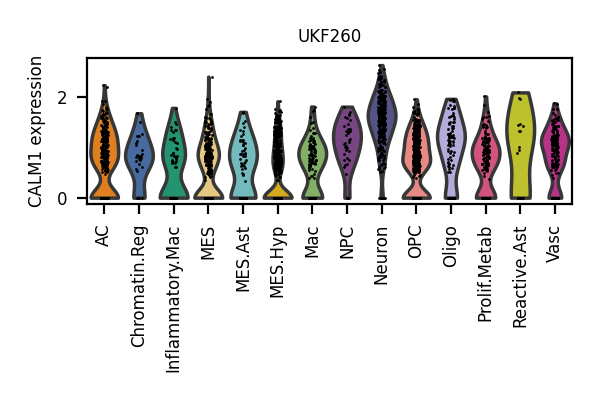 UKF260
CALM1 expression
2
0
AC
Chromatin.Reg
Inflammatory.Mac
MES
MES.Ast
MES.Hyp
Mac
NPC
Neuron
OPC
Oligo
Prolif.Metab
Reactive.Ast
Vasc